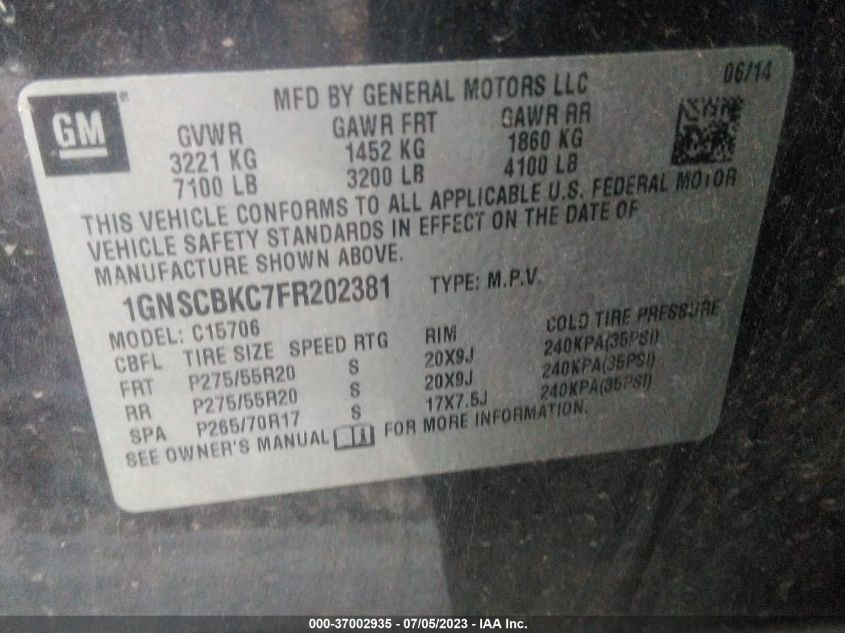 GM
MFD BY GENERAL MOTORS LLC
06/14
GVWR GAWR FRT GAWR RR
3221 KG 1452 KG 1860 KG
7100 LB 3200 LB 4100 LB
THIS VEHICLE CONFORMS TO ALL APPLICABLE U.S. FEDERAL MOTOR
VEHICLE SAFETY STANDARDS IN EFFECT ON THE DATE OF
MANUFACTURE SHOWN ABOVE.
1GNSCBKC7FR202381 TYPE: M.P.V.
MODEL: C15706
CBFL TIRE SIZE SPEED RTG RIM COLD TIRE PRESSURE
FRT P275/55R20 S 20X9J 240KPA(35PSI)
RR P275/55R20 S 20X9J 240KPA(35PSI)
SPA P265/70R17 S 17X7.5J 240KPA(35PSI)
SEE OWNER'S MANUAL FOR MORE INFORMATION.
000-37002935 - 07/05/2023 - IAA Inc.